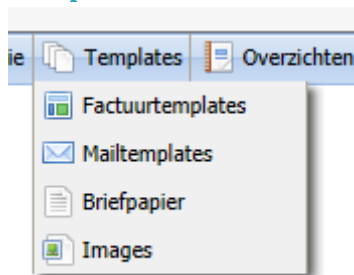 ie Templates Overzichten
Factuurtemplates
Mailtemplates
Briefpapier
Images